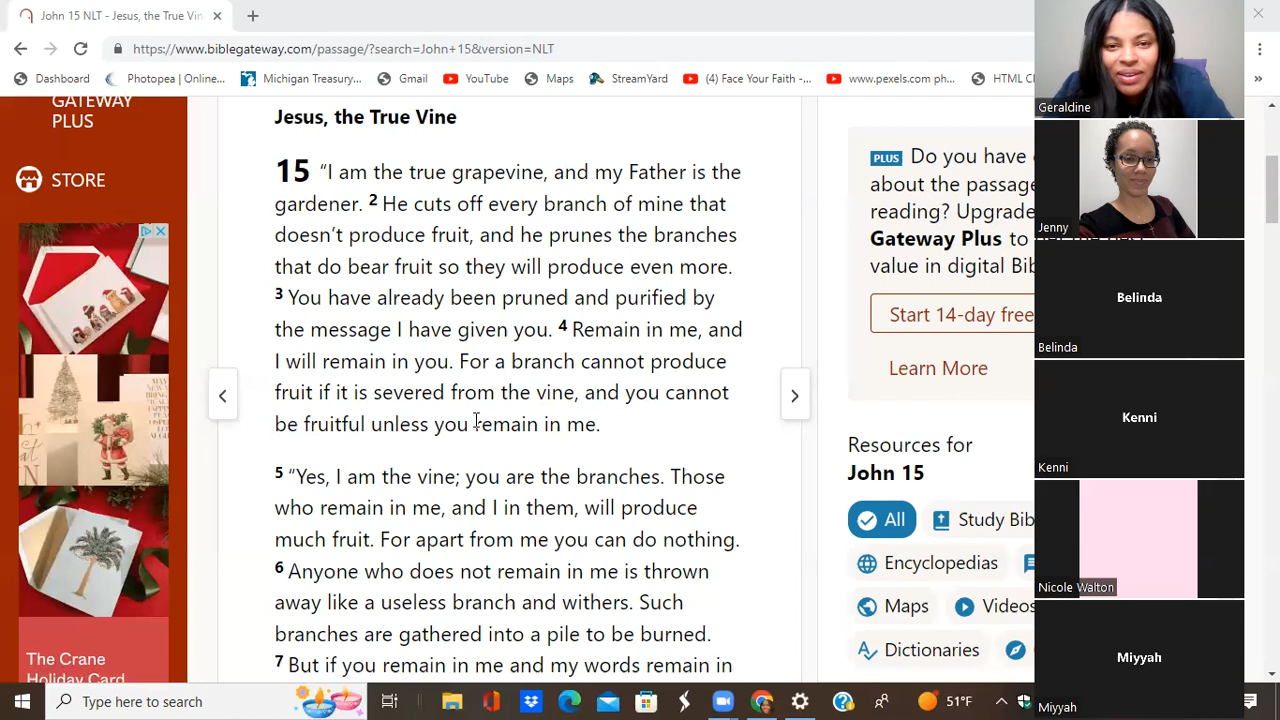 John 15 NLT - Jesus, the True Vin
https://www.biblegateway.com/passage/?search=John+15&version=NLT
Dashboard
Photopea | Online...
Michigan Treasury...
Gmail
YouTube
Maps
StreamYard
(4) Face Your Faith -...
www.pexels.com ph...
HTML C
»
GATEWAY
PLUS
STORE
The Crane
Holiday Card
Jesus, the True Vine
15 “I am the true grapevine, and my Father is the
gardener. 2 He cuts off every branch of mine that
doesn’t produce fruit, and he prunes the branches
that do bear fruit so they will produce even more.
3 You have already been pruned and purified by
the message I have given you. 4 Remain in me, and
I will remain in you. For a branch cannot produce
fruit if it is severed from the vine, and you cannot
be fruitful unless you remain in me.
5 “Yes, I am the vine; you are the branches. Those
who remain in me, and I in them, will produce
much fruit. For apart from me you can do nothing.
6 Anyone who does not remain in me is thrown
away like a useless branch and withers. Such
branches are gathered into a pile to be burned.
7 But if you remain in me and my words remain in
PLUS Do you have
about the passage
reading? Upgrade
Gateway Plus to
value in digital Bib
Start 14-day free
Learn More
Resources for
John 15
All
Study Bib
Encyclopedias
Maps
Videos
Dictionaries
Geraldine
Jenny
Belinda
Belinda
Kenni
Kenni
Nicole Walton
Miyyah
Miyyah
Type here to search
51°F